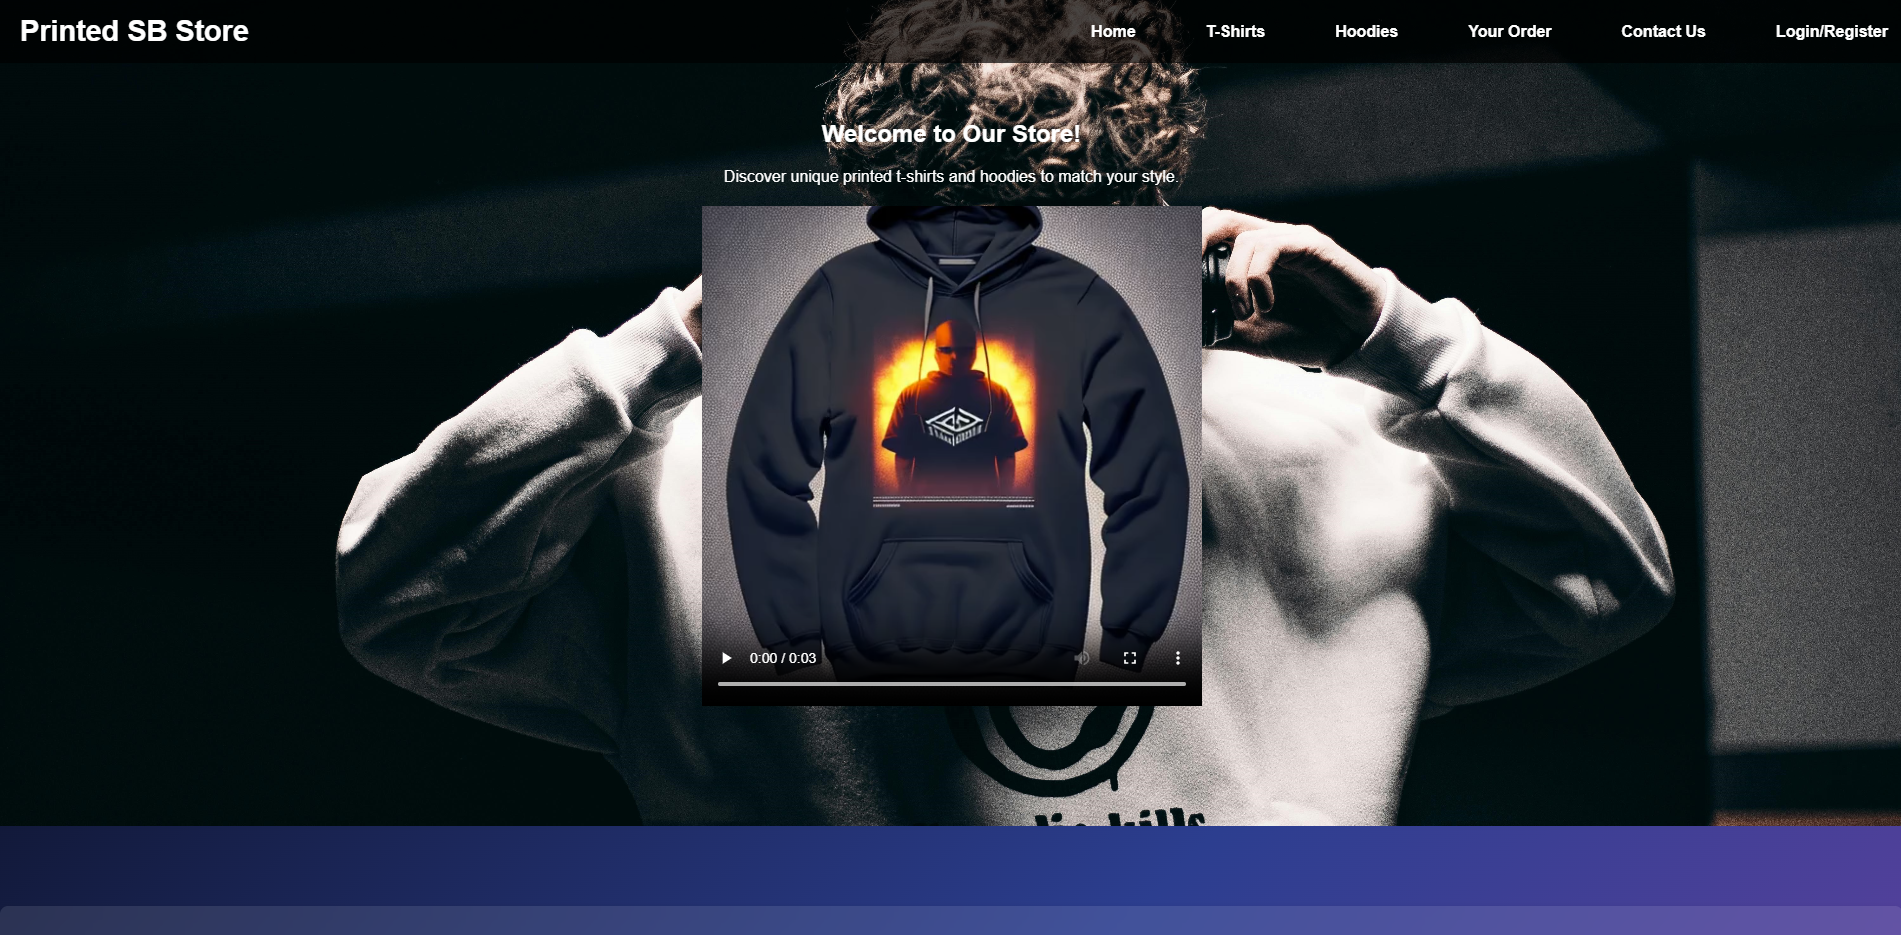 Printed SB Store
Home
T-Shirts
Hoodies
Your Order
Contact Us
Login/Register
Welcome to Our Store!
Discover unique printed t-shirts and hoodies to match your style.
0:00 / 0:03
kills